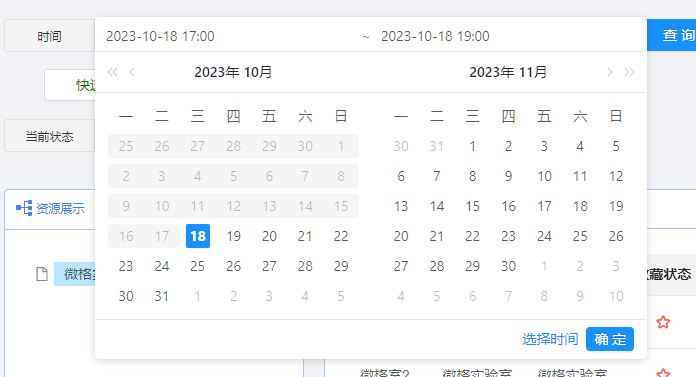 时间
2023-10-18 17:00 ~ 2023-10-18 19:00
查 询
2023年 10月 2023年 11月
快速
一 二 三 四 五 六 日 一 二 三 四 五 六 日
当前状态
25 26 27 28 29 30 1 30 31 1 2 3 4 5
2 3 4 5 6 7 8 6 7 8 9 10 11 12
9 10 11 12 13 14 15 13 14 15 16 17 18 19
资源展示
16 17 18 19 20 21 22 20 21 22 23 24 25 26
23 24 25 26 27 28 29 27 28 29 30 1 2 3
微格室
收藏状态
30 31 1 2 3 4 5 4 5 6 7 8 9 10
选择时间 确 定
微格室2 微格实验室 微格实验室